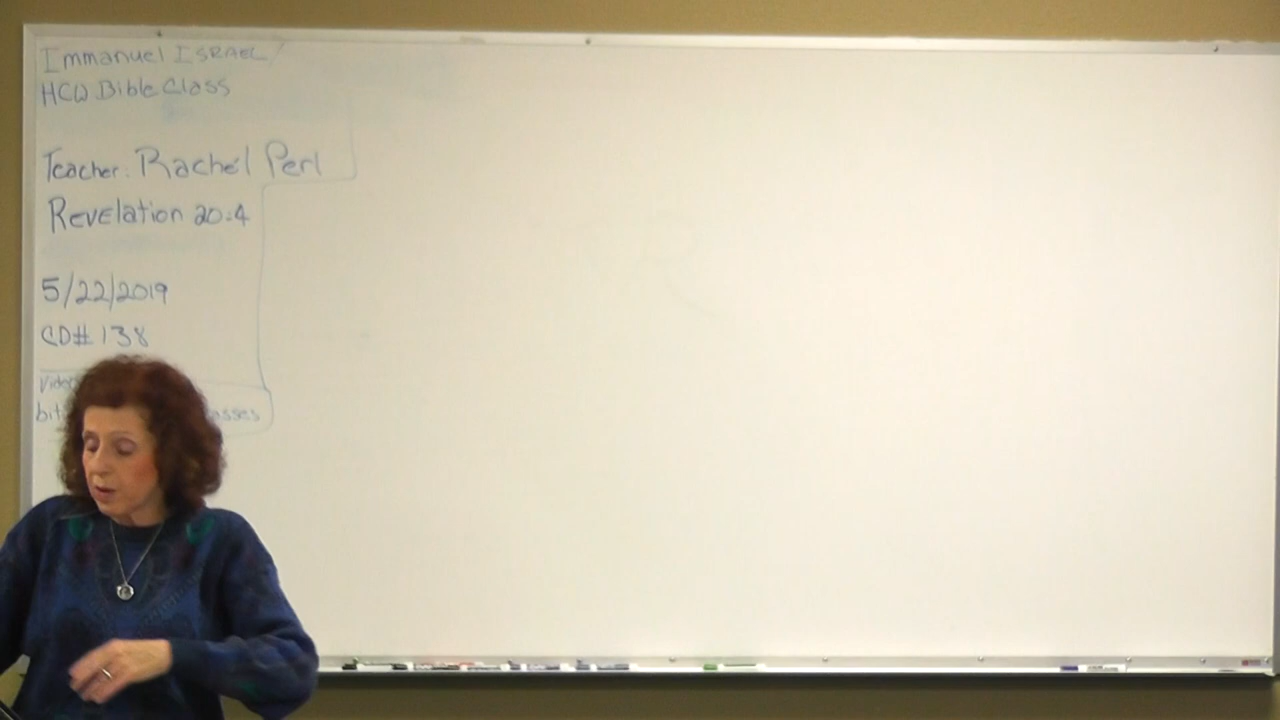 Immanuel ISRAEL
HCW Bible Class
Teacher: Rachel Perl
Revelation 20:4
5/22/2019
CD# 138